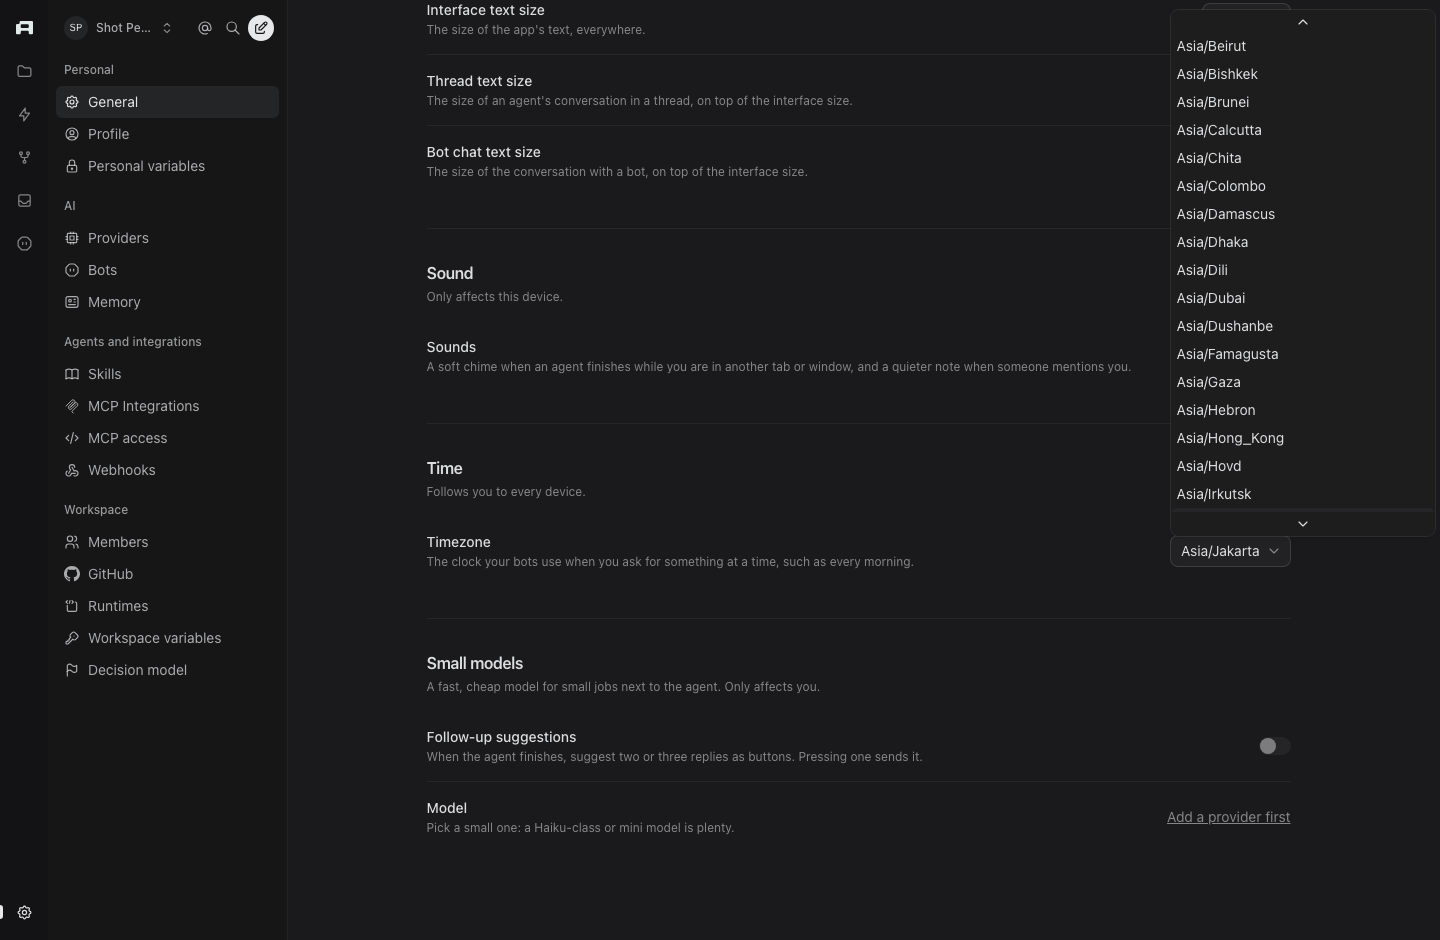 SP Shot Pe...
Personal
General
Profile
Personal variables
AI
Providers
Bots
Memory
Agents and integrations
Skills
MCP Integrations
MCP access
Webhooks
Workspace
Members
GitHub
Runtimes
Workspace variables
Decision model
Interface text size
The size of the app's text, everywhere.
Thread text size
The size of an agent's conversation in a thread, on top of the interface size.
Bot chat text size
The size of the conversation with a bot, on top of the interface size.
Sound
Only affects this device.
Sounds
A soft chime when an agent finishes while you are in another tab or window, and a quieter note when someone mentions you.
Time
Follows you to every device.
Timezone
The clock your bots use when you ask for something at a time, such as every morning.
Asia/Beirut
Asia/Bishkek
Asia/Brunei
Asia/Calcutta
Asia/Chita
Asia/Colombo
Asia/Damascus
Asia/Dhaka
Asia/Dili
Asia/Dubai
Asia/Dushanbe
Asia/Famagusta
Asia/Gaza
Asia/Hebron
Asia/Hong_Kong
Asia/Hovd
Asia/Irkutsk
Asia/Jakarta
Small models
A fast, cheap model for small jobs next to the agent. Only affects you.
Follow-up suggestions
When the agent finishes, suggest two or three replies as buttons. Pressing one sends it.
Model
Pick a small one: a Haiku-class or mini model is plenty.
Add a provider first